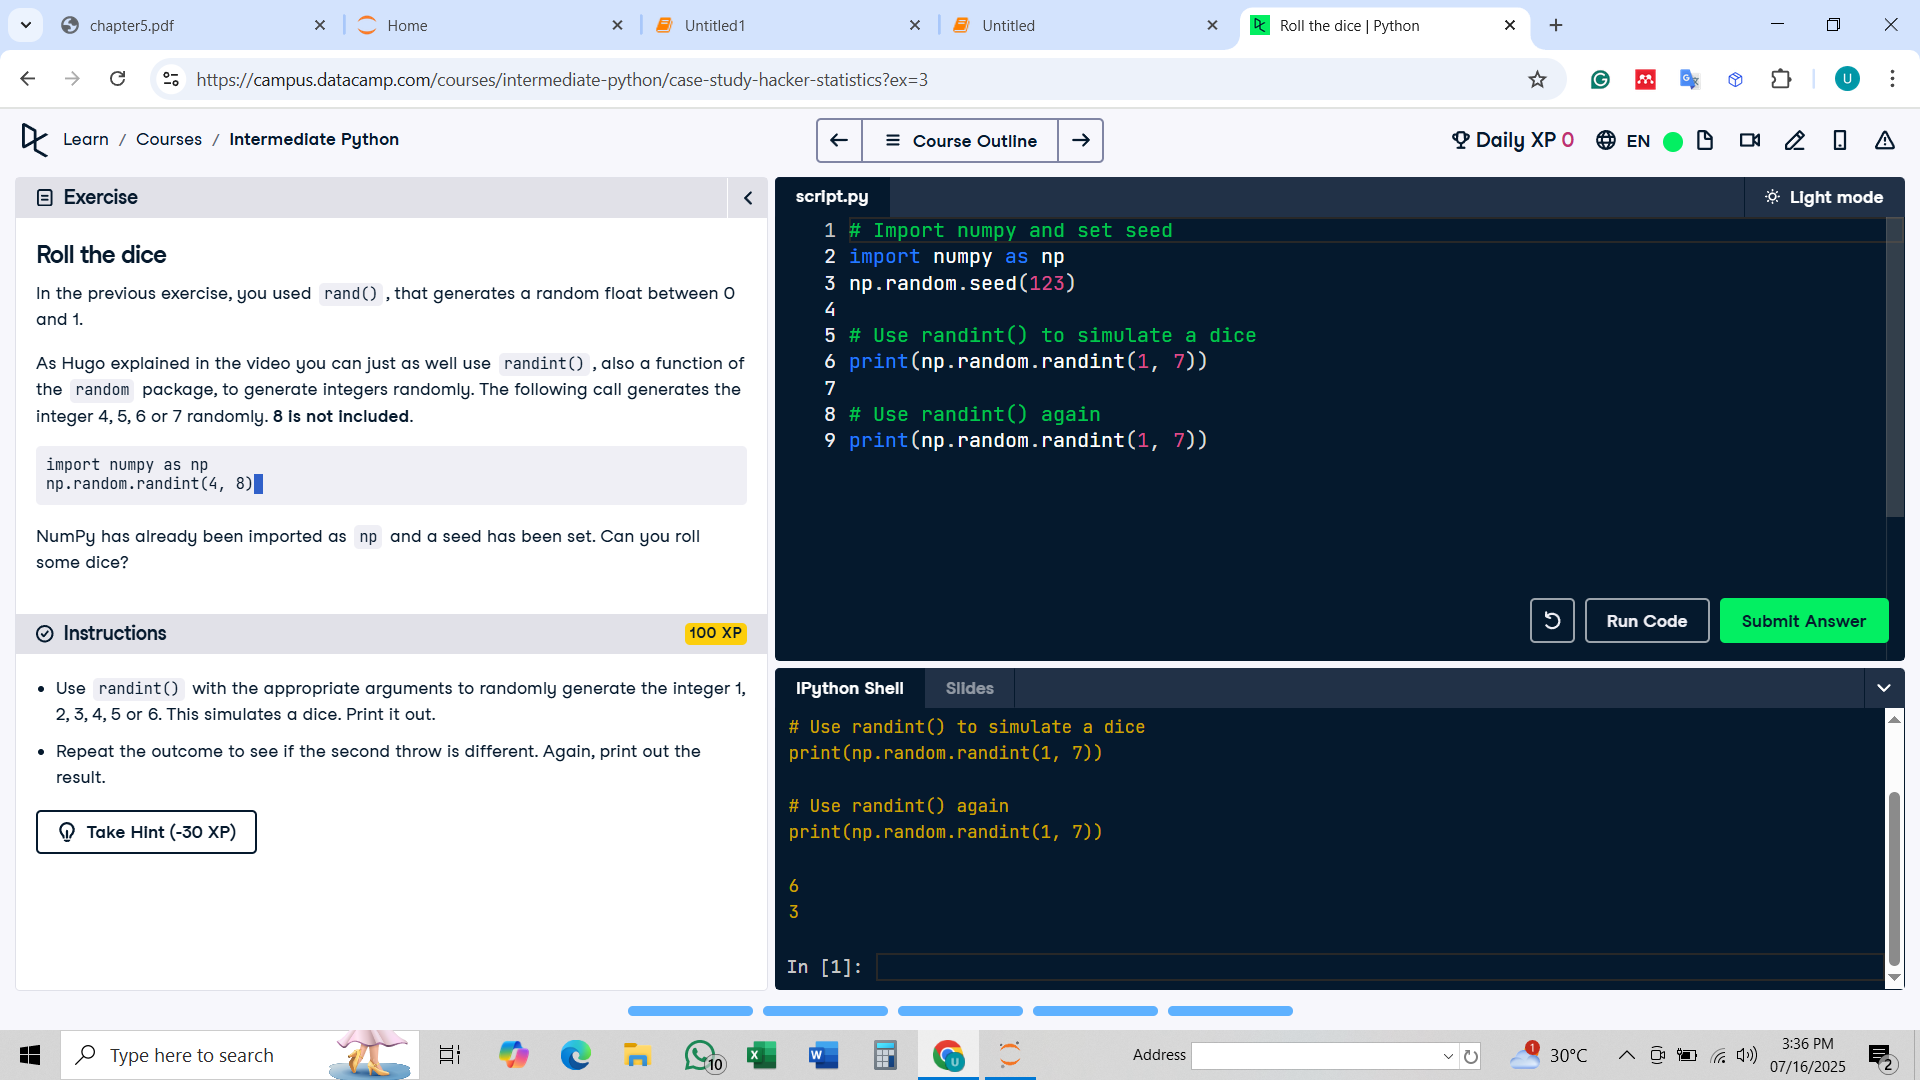 chapter5.pdf
Home
Untitled1
Untitled
Roll the dice | Python
https://campus.datacamp.com/courses/intermediate-python/case-study-hacker-statistics?ex=3
U
Learn / Courses / Intermediate Python
Course Outline
Daily XP 0
EN
Exercise
Roll the dice
In the previous exercise, you used rand(), that generates a random float between 0
and 1.
As Hugo explained in the video you can just as well use randint(), also a function of
the random package, to generate integers randomly. The following call generates the
integer 4, 5, 6 or 7 randomly. 8 is not included.
import numpy as np
np.random.randint(4, 8)
NumPy has already been imported as np and a seed has been set. Can you roll
some dice?
Instructions
100 XP
• Use randint() with the appropriate arguments to randomly generate the integer 1,
2, 3, 4, 5 or 6. This simulates a dice. Print it out.
• Repeat the outcome to see if the second throw is different. Again, print out the
result.
Take Hint (-30 XP)
script.py
Light mode
1 # Import numpy and set seed
2 import numpy as np
3 np.random.seed(123)
4
5 # Use randint() to simulate a dice
6 print(np.random.randint(1, 7))
7
8 # Use randint() again
9 print(np.random.randint(1, 7))
Run Code
Submit Answer
IPython Shell
Slides
# Use randint() to simulate a dice
print(np.random.randint(1, 7))
# Use randint() again
print(np.random.randint(1, 7))
6
3
In [1]:
Type here to search
10
Address
1
30°C
3:36 PM
07/16/2025
2